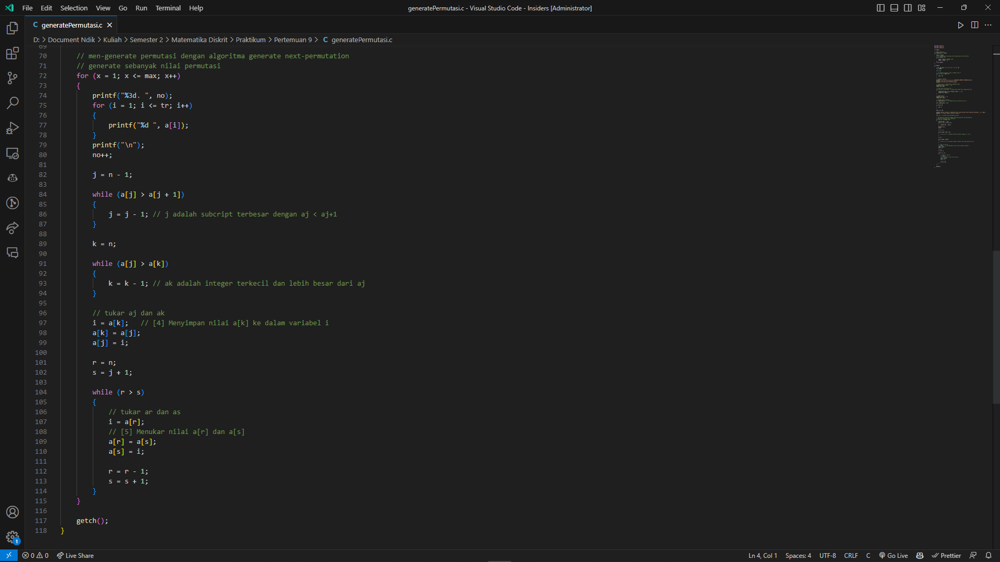 File Edit Selection View Go Run Terminal Help
generatePermutasi.c - Visual Studio Code - Insiders [Administrator]
C generatePermutasi.c
D: > Document Ndik > Kuliah > Semester 2 > Matematika Diskrit > Praktikum > Pertemuan 9 > C generatePermutasi.c
69
70 // men-generate permutasi dengan algoritma generate next-permutation
71 // generate sebanyak nilai permutasi
72 for (x = 1; x <= max; x++)
73 {
74 printf("%3d. ", no);
75 for (i = 1; i <= tr; i++)
76 {
77 printf("%d ", a[i]);
78 }
79 printf("\n");
80 no++;
81
82 j = n - 1;
83
84 while (a[j] > a[j + 1])
85 {
86 j = j - 1; // j adalah subcript terbesar dengan aj < aj+1
87 }
88
89 k = n;
90
91 while (a[j] > a[k])
92 {
93 k = k - 1; // ak adalah integer terkecil dan lebih besar dari aj
94 }
95
96 // tukar aj dan ak
97 i = a[k]; // [4] Menyimpan nilai a[k] ke dalam variabel i
98 a[k] = a[j];
99 a[j] = i;
100
101 r = n;
102 s = j + 1;
103
104 while (r > s)
105 {
106 // tukar ar dan as
107 i = a[r];
108 // [5] Menukar nilai a[r] dan a[s]
109 a[r] = a[s];
110 a[s] = i;
111
112 r = r - 1;
113 s = s + 1;
114 }
115 }
116
117 getch();
118 }
1
0 0 Live Share Ln 4, Col 1 Spaces: 4 UTF-8 CRLF C Go Live Prettier